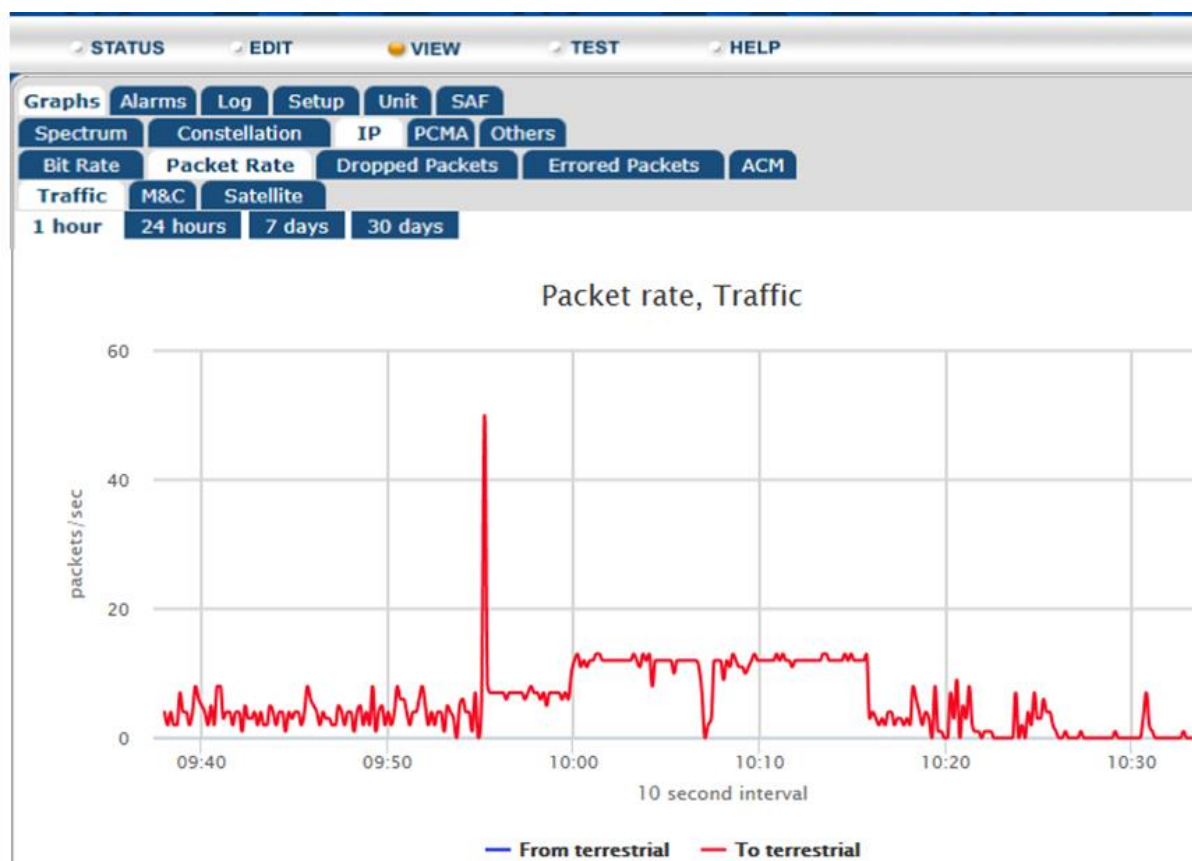 STATUS EDIT VIEW TEST HELP
Graphs Alarms Log Setup Unit SAF
Spectrum Constellation IP PCMA Others
Bit Rate Packet Rate Dropped Packets Errored Packets ACM
Traffic M&C Satellite
1 hour 24 hours 7 days 30 days
Packet rate, Traffic
60
40
packets/sec
20
0
09:40 09:50 10:00 10:10 10:20 10:30
10 second interval
From terrestrial To terrestrial